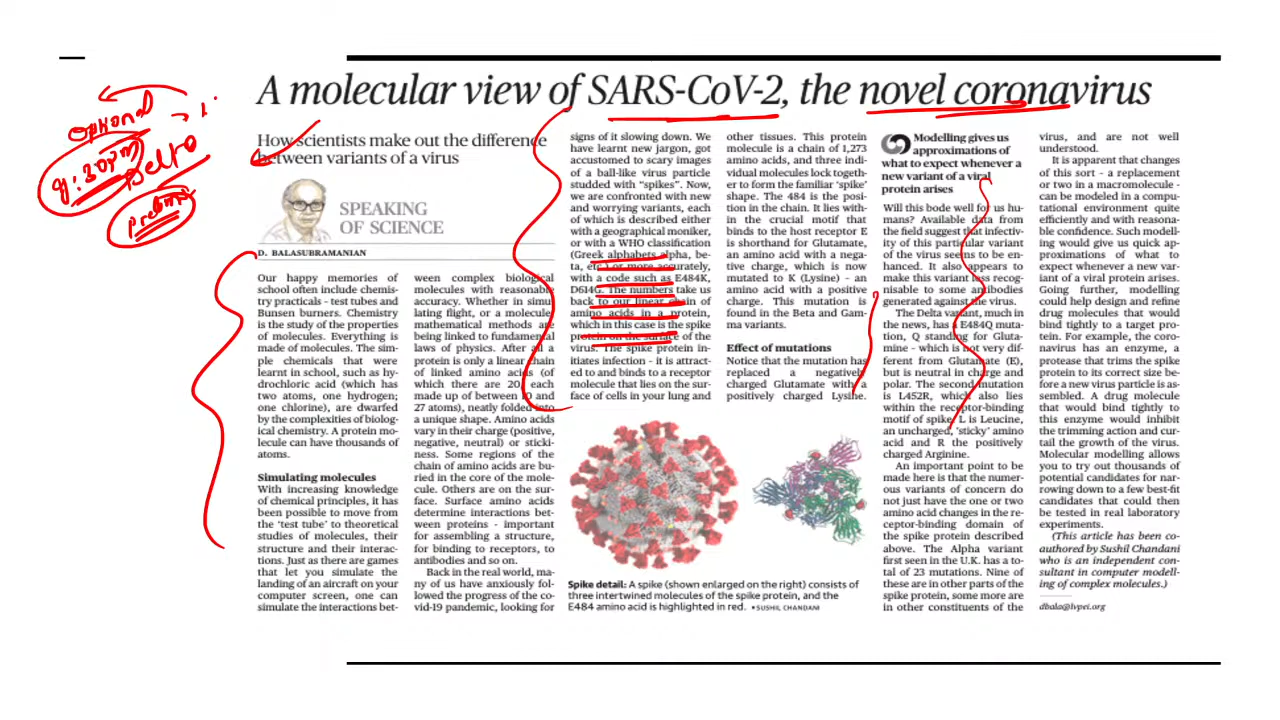 A molecular view of SARS-CoV-2, the novel coronavirus
optional
9:30pm
Delta
prelims
How scientists make out the difference
between variants of a virus
SPEAKING
OF SCIENCE
D. BALASUBRAMANIAN
Our happy memories of
school often include chemis-
try practicals - test tubes and
Bunsen burners. Chemistry
is the study of the properties
of molecules. Everything is
made of molecules. The sim-
ple chemicals that were
learnt in school, such as hy-
drochloric acid (which has
two atoms, one hydrogen;
one chlorine), are dwarfed
by the complexities of biolog-
ical chemistry. A protein mo-
lecule can have thousands of
atoms.
Simulating molecules
With increasing knowledge
of chemical principles, it has
been possible to move from
the ‘test tube’ to theoretical
studies of molecules, their
structure and their interac-
tions. Just as there are games
that let you simulate the
landing of an aircraft on your
computer screen, one can
simulate the interactions bet-
ween complex biological
molecules with reasonable
accuracy. Whether in simu-
lating flight, or a molecule,
mathematical methods are
being linked to fundamental
laws of physics. After all a
protein is only a linear chain
of linked amino acids (of
which there are 20, each
made up of between 10 and
27 atoms), neatly folded into
a unique shape. Amino acids
vary in their charge (positive,
negative, neutral) or sticki-
ness. Some regions of the
chain of amino acids are bu-
ried in the core of the mole-
cule. Others are on the sur-
face. Surface amino acids
determine interactions bet-
ween proteins - important
for assembling a structure,
for binding to receptors, to
antibodies and so on.
Back in the real world, ma-
ny of us have anxiously fol-
lowed the progress of the co-
vid-19 pandemic, looking for
signs of it slowing down. We
have learnt new jargon, got
accustomed to scary images
of a ball-like virus particle
studded with “spikes”. Now,
we are confronted with new
and worrying variants, each
of which is described either
with a geographical moniker,
or with a WHO classification
(Greek alphabets alpha, be-
ta, etc.) or more accurately,
with a code such as E484K,
D614G. The numbers take us
back to our linear chain of
amino acids in a protein,
which in this case is the spike
protein on the surface of the
virus. The spike protein in-
itiates infection - it is attract-
ed to and binds to a receptor
molecule that lies on the sur-
face of cells in your lung and
other tissues. This protein
molecule is a chain of 1,273
amino acids, and three indi-
vidual molecules lock togeth-
er to form the familiar ‘spike’
shape. The 484 is the posi-
tion in the chain. It lies with-
in the crucial motif that
binds to the host receptor E
is shorthand for Glutamate,
an amino acid with a nega-
tive charge, which is now
mutated to K (Lysine) - an
amino acid with a positive
charge. This mutation is
found in the Beta and Gam-
ma variants.
Effect of mutations
Notice that the mutation has
replaced a negatively
charged Glutamate with a
positively charged Lysine.
Spike detail: A spike (shown enlarged on the right) consists of
three intertwined molecules of the spike protein, and the
E484 amino acid is highlighted in red. •SUSHIL CHANDANI
Modelling gives us
approximations of
what to expect whenever a
new variant of a viral
protein arises
Will this bode well for us hu-
mans? Available data from
the field suggest that infectiv-
ity of this particular variant
of the virus seems to be en-
hanced. It also appears to
make this variant less recog-
nisable to some antibodies
generated against the virus.
The Delta variant, much in
the news, has a E484Q muta-
tion, Q standing for Gluta-
mine - which is not very dif-
ferent from Glutamate (E),
but is neutral in charge and
polar. The second mutation
is L452R, which also lies
within the receptor-binding
motif of spike. L is Leucine,
an uncharged, ‘sticky’ amino
acid and R the positively
charged Arginine.
An important point to be
made here is that the numer-
ous variants of concern do
not just have the one or two
amino acid changes in the re-
ceptor-binding domain of
the spike protein described
above. The Alpha variant
first seen in the U.K. has a to-
tal of 23 mutations. Nine of
these are in other parts of the
spike protein, some more are
in other constituents of the
virus, and are not well
understood.
It is apparent that changes
of this sort - a replacement
or two in a macromolecule -
can be modeled in a compu-
tational environment quite
efficiently and with reasona-
ble confidence. Such modell-
ing would give us quick ap-
proximations of what to
expect whenever a new var-
iant of a viral protein arises.
Going further, modelling
could help design and refine
drug molecules that would
bind tightly to a target pro-
tein. For example, the coro-
navirus has an enzyme, a
protease that trims the spike
protein to its correct size be-
fore a new virus particle is as-
sembled. A drug molecule
that would bind tightly to
this enzyme would inhibit
the trimming action and cur-
tail the growth of the virus.
Molecular modelling allows
you to try out thousands of
potential candidates for nar-
rowing down to a few best-fit
candidates that could then
be tested in real laboratory
experiments.
(This article has been co-
authored by Sushil Chandani
who is an independent con-
sultant in computer modell-
ing of complex molecules.)
dbala@lvpei.org